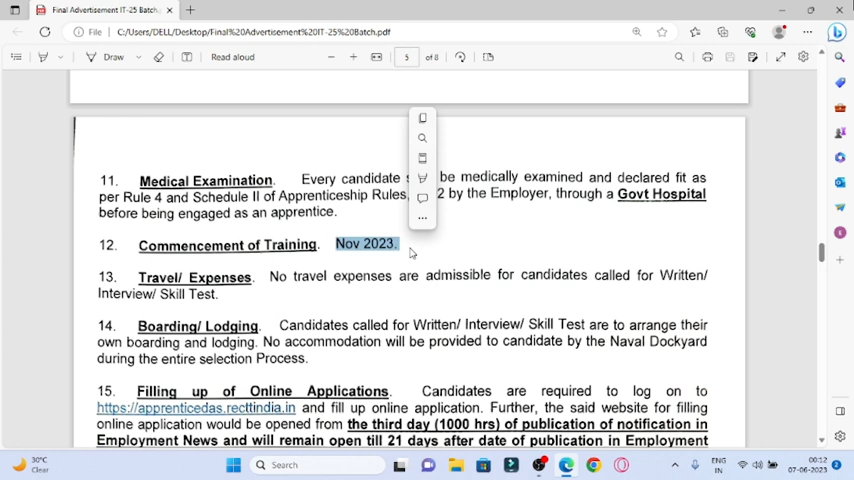 Final Advertisement IT-25 Batch.
File
C:/Users/DELL/Desktop/Final%20Advertisement%20IT-25%20Batch.pdf
Draw
Read aloud
5
of 8
11. Medical Examination. Every candidate be medically examined and declared fit as
per Rule 4 and Schedule II of Apprenticeship Rules, 2 by the Employer, through a Govt Hospital
before being engaged as an apprentice.
12. Commencement of Training. Nov 2023.
13. Travel/ Expenses. No travel expenses are admissible for candidates called for Written/
Interview/ Skill Test.
14. Boarding/ Lodging. Candidates called for Written/ Interview/ Skill Test are to arrange their
own boarding and lodging. No accommodation will be provided to candidate by the Naval Dockyard
during the entire selection Process.
15. Filling up of Online Applications. Candidates are required to log on to
https://apprenticedas.recttindia.in and fill up online application. Further, the said website for filling
online application would be opened from the third day (1000 hrs) of publication of notification in
Employment News and will remain open till 21 days after date of publication in Employment
30°C
Clear
Search
ENG
IN
00:12
07-06-2023
2